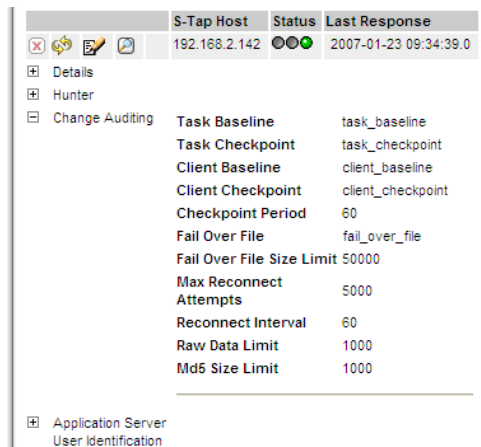 S-Tap Host Status Last Response
192.168.2.142 2007-01-23 09:34:39.0
Details
Hunter
Change Auditing
Task Baseline task_baseline
Task Checkpoint task_checkpoint
Client Baseline client_baseline
Client Checkpoint client_checkpoint
Checkpoint Period 60
Fail Over File fail_over_file
Fail Over File Size Limit 50000
Max Reconnect
Attempts 5000
Reconnect Interval 60
Raw Data Limit 1000
Md5 Size Limit 1000
Application Server
User Identification